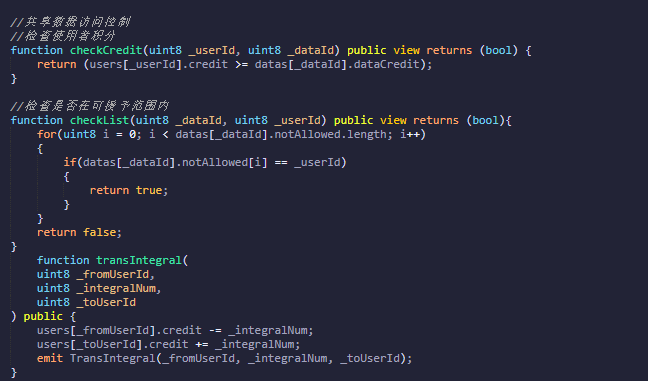 //共享数据访问控制
//检查使用者积分
function checkCredit(uint8 _userId, uint8 _dataId) public view returns (bool) {
    return (users[_userId].credit >= datas[_dataId].dataCredit);
}
//检查是否在可授予范围内
function checkList(uint8 _dataId, uint8 _userId) public view returns (bool){
    for(uint8 i = 0; i < datas[_dataId].notAllowed.length; i++)
    {
        if(datas[_dataId].notAllowed[i] == _userId)
        {
            return true;
        }
    }
    return false;
}
    function transIntegral(
    uint8 _fromUserId,
    uint8 _integralNum,
    uint8 _toUserId
) public {
    users[_fromUserId].credit -= _integralNum;
    users[_toUserId].credit += _integralNum;
    emit TransIntegral(_fromUserId, _integralNum, _toUserId);
}